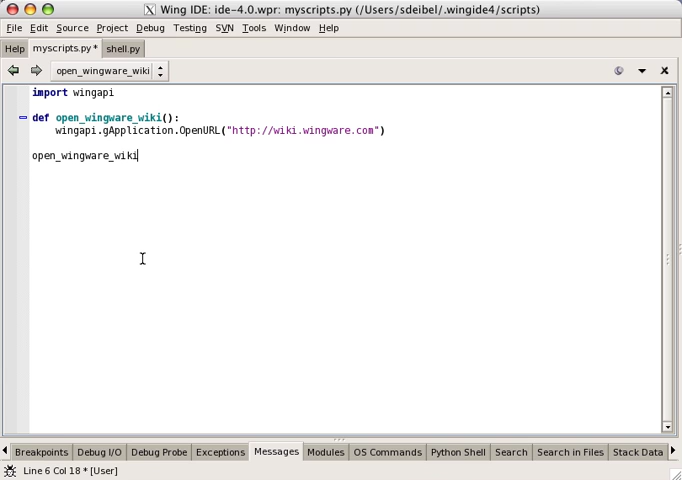 Wing IDE: ide-4.0.wpr: myscripts.py (/Users/sdeibel/.wingide4/scripts)
File Edit Source Project Debug Testing SVN Tools Window Help
Help myscripts.py * shell.py
open_wingware_wiki
import wingapi
def open_wingware_wiki():
wingapi.gApplication.OpenURL("http://wiki.wingware.com")
open_wingware_wiki
Breakpoints Debug I/O Debug Probe Exceptions Messages Modules OS Commands Python Shell Search Search in Files Stack Data
Line 6 Col 18 * [User]